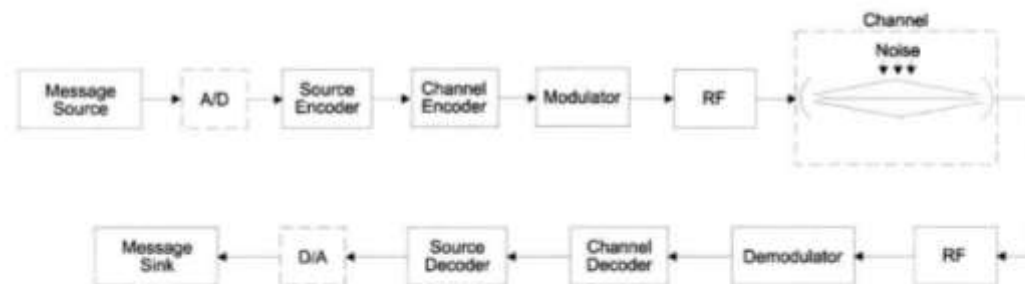 Channel
Noise
Message
Source
A/D
Source
Encoder
Channel
Encoder
Modulator
RF
Message
Sink
D/A
Source
Decoder
Channel
Decoder
Demodulator
RF